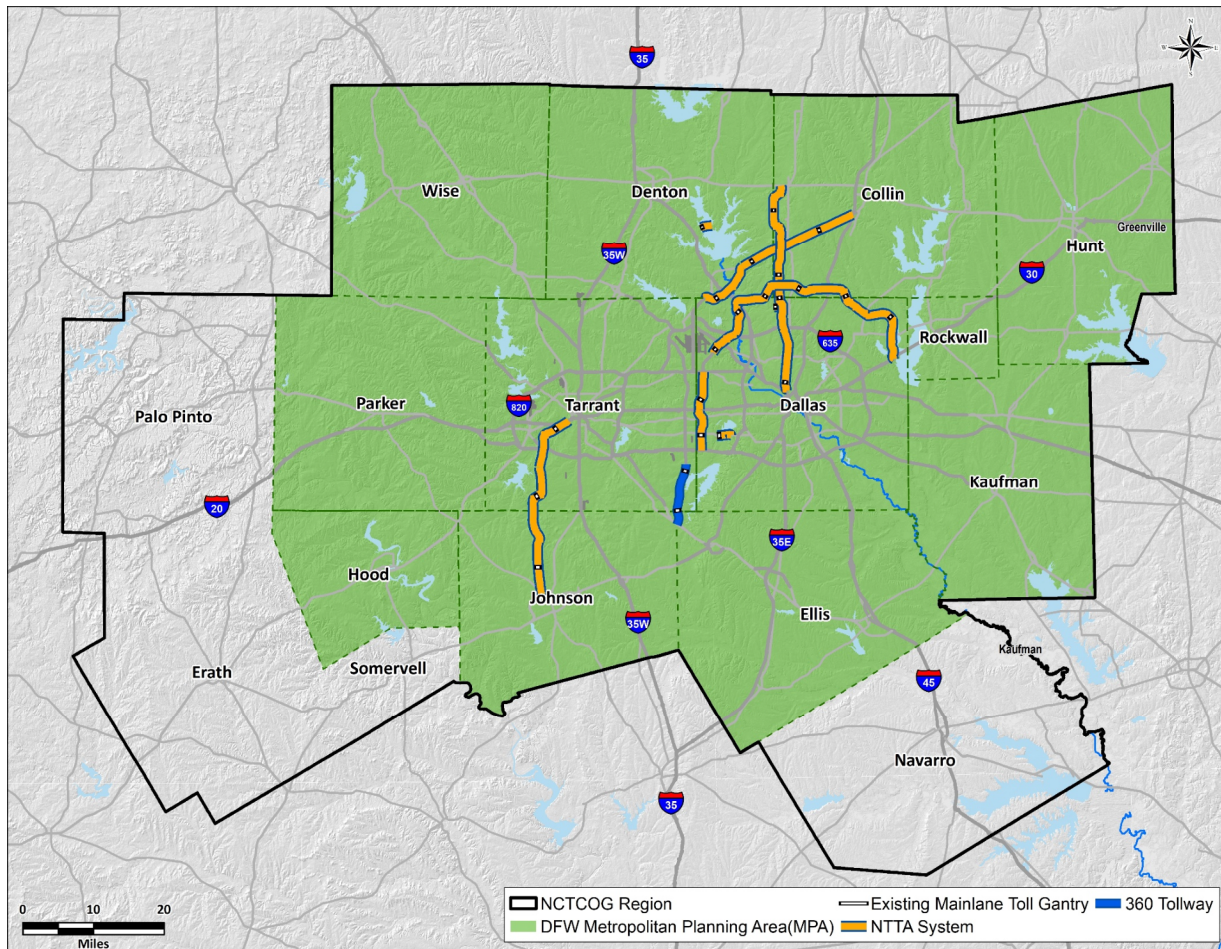 N
W E
S
35
Wise
Denton
Collin
Greenville
Hunt
35W
30
Rockwall
635
Palo Pinto
Parker
820
Tarrant
Dallas
Kaufman
20
35E
Hood
Johnson
Ellis
35W
Kaufman
Erath
Somervell
45
Navarro
35
0 10 20
Miles
NCTCOG Region
Existing Mainlane Toll Gantry
360 Tollway
DFW Metropolitan Planning Area(MPA)
NTTA System